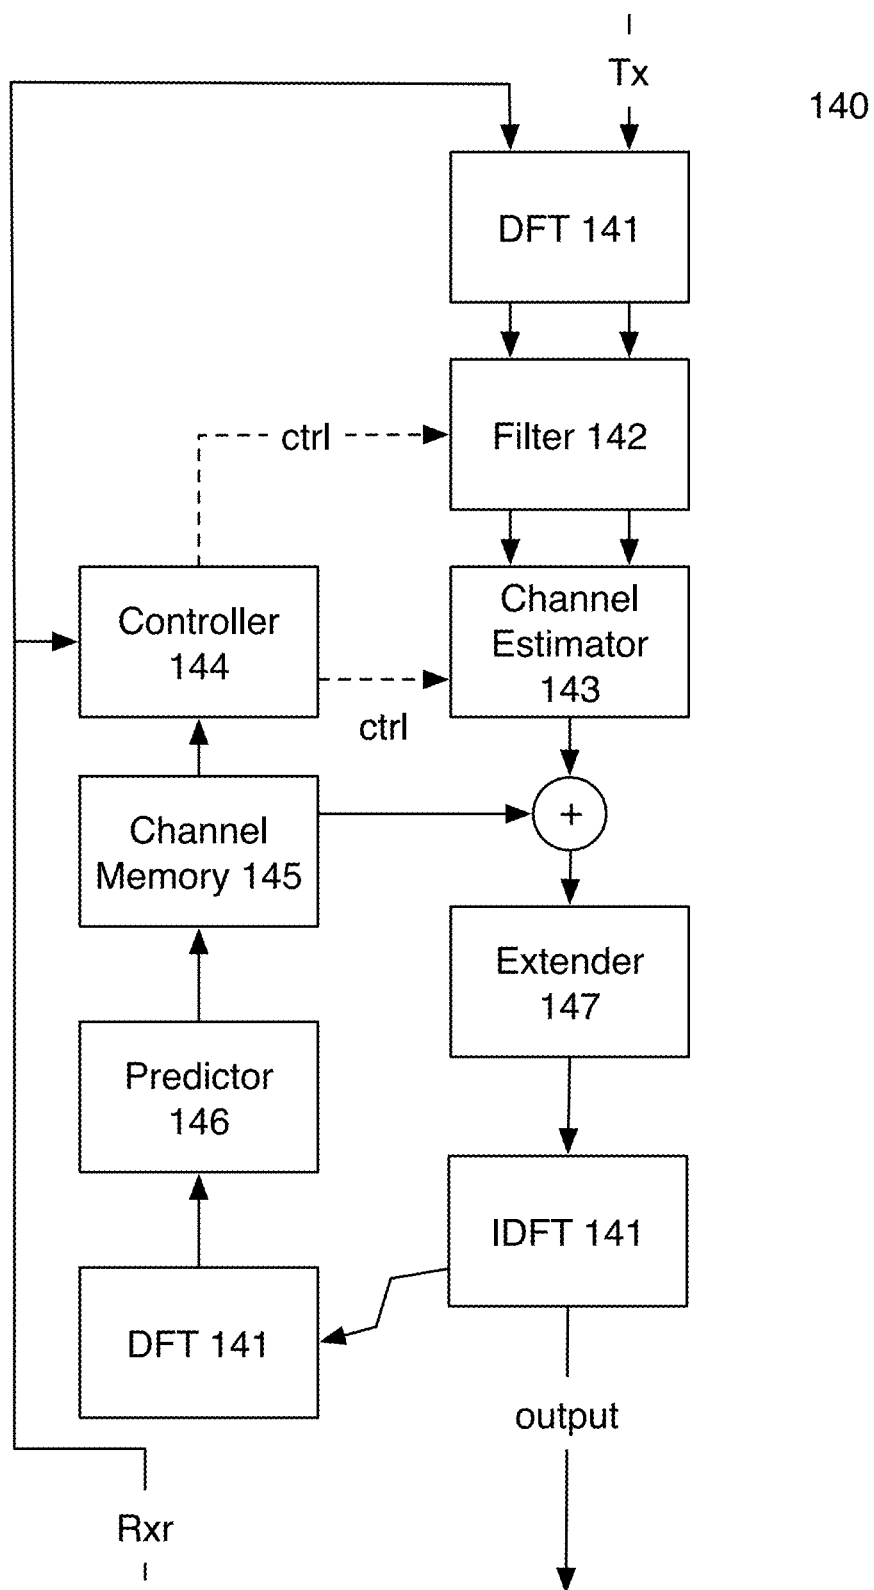 Tx
140
DFT 141
ctrl
Filter 142
Controller
144
Channel
Estimator
143
ctrl
Channel
Memory 145
+
Extender
147
Predictor
146
IDFT 141
DFT 141
output
Rxr